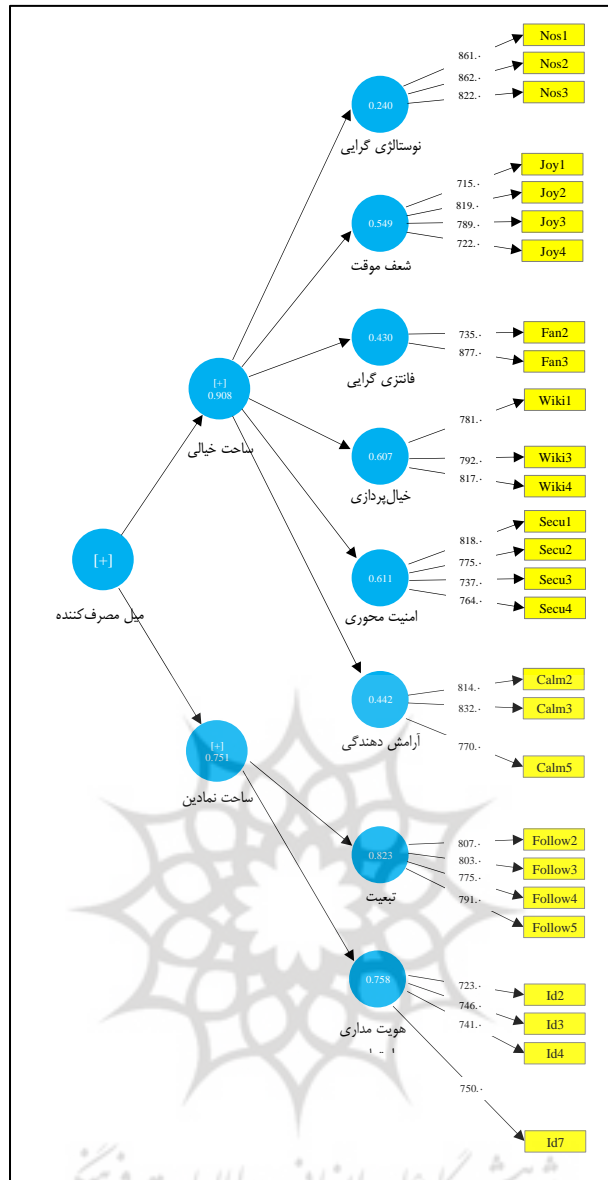 Nos1
861.۰
Nos2
862.۰
Nos3
822.۰
0.240
نوستالژی گرایی
Joy1
715.۰
Joy2
819.۰
0.549
Joy3
789.۰
Joy4
722.۰
شعف موقت
Fan2
735.۰
0.430
Fan3
877.۰
فانتزی گرایی
[+]
0.908
ساحت خیالی
Wiki1
781.۰
0.607
Wiki3
792.۰
Wiki4
817.۰
خیال‌پردازی
Secu1
818.۰
Secu2
775.۰
0.611
Secu3
737.۰
Secu4
764.۰
امنیت محوری
[+]
میل مصرف‌کننده
Calm2
814.۰
0.442
Calm3
832.۰
آرامش دهندگی
Calm5
770.۰
[+]
0.751
ساحت نمادین
Follow2
807.۰
0.823
Follow3
803.۰
Follow4
775.۰
Follow5
791.۰
تبعیت
0.758
Id2
723.۰
Id3
746.۰
Id4
741.۰
هویت مداری
750.۰
Id7